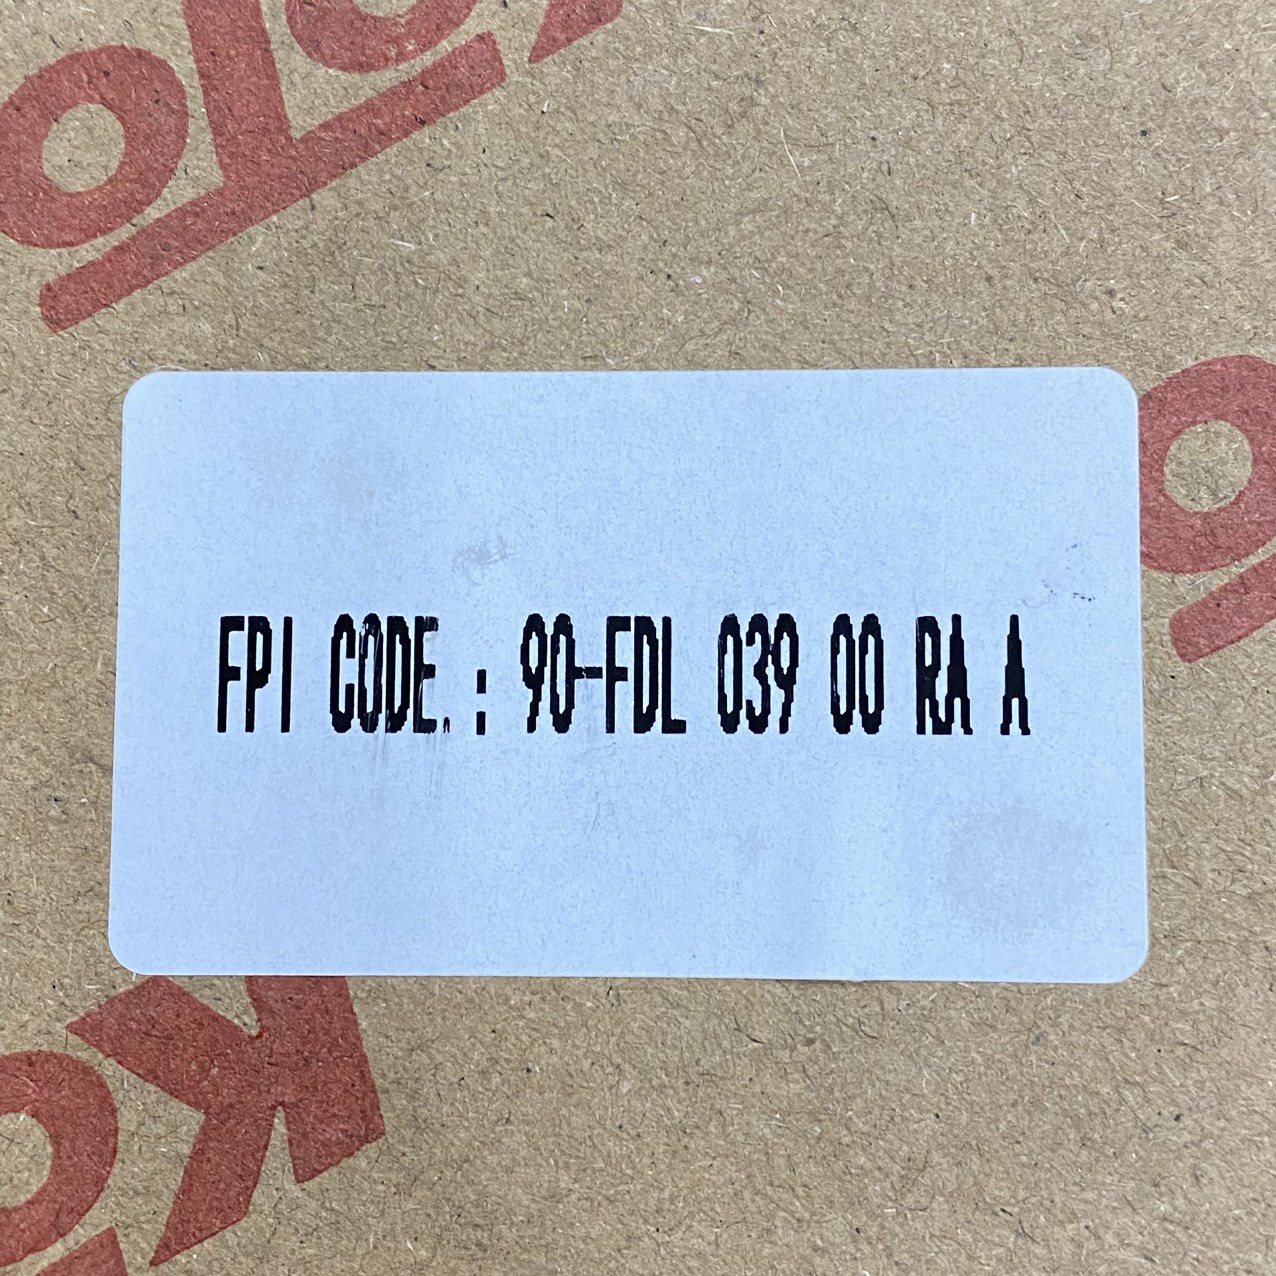 FPI CODE. : 90-FDL 039 00 RA A